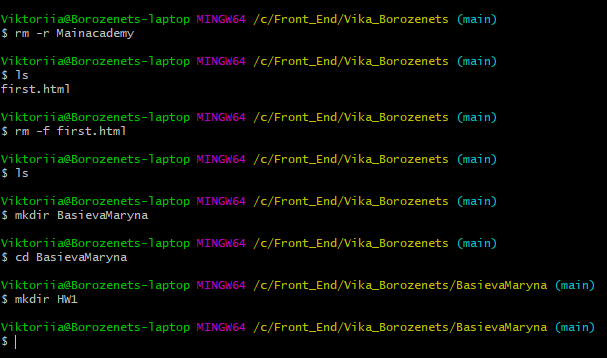 Viktoriia@Borozenets-laptop MINGW64 /c/Front_End/Vika_Borozenets (main)
$ rm -r Mainacademy
Viktoriia@Borozenets-laptop MINGW64 /c/Front_End/Vika_Borozenets (main)
$ ls
first.html
Viktoriia@Borozenets-laptop MINGW64 /c/Front_End/Vika_Borozenets (main)
$ rm -f first.html
Viktoriia@Borozenets-laptop MINGW64 /c/Front_End/Vika_Borozenets (main)
$ ls
Viktoriia@Borozenets-laptop MINGW64 /c/Front_End/Vika_Borozenets (main)
$ mkdir BasievaMaryna
Viktoriia@Borozenets-laptop MINGW64 /c/Front_End/Vika_Borozenets (main)
$ cd BasievaMaryna
Viktoriia@Borozenets-laptop MINGW64 /c/Front_End/Vika_Borozenets/BasievaMaryna (main)
$ mkdir HW1
Viktoriia@Borozenets-laptop MINGW64 /c/Front_End/Vika_Borozenets/BasievaMaryna (main)
$